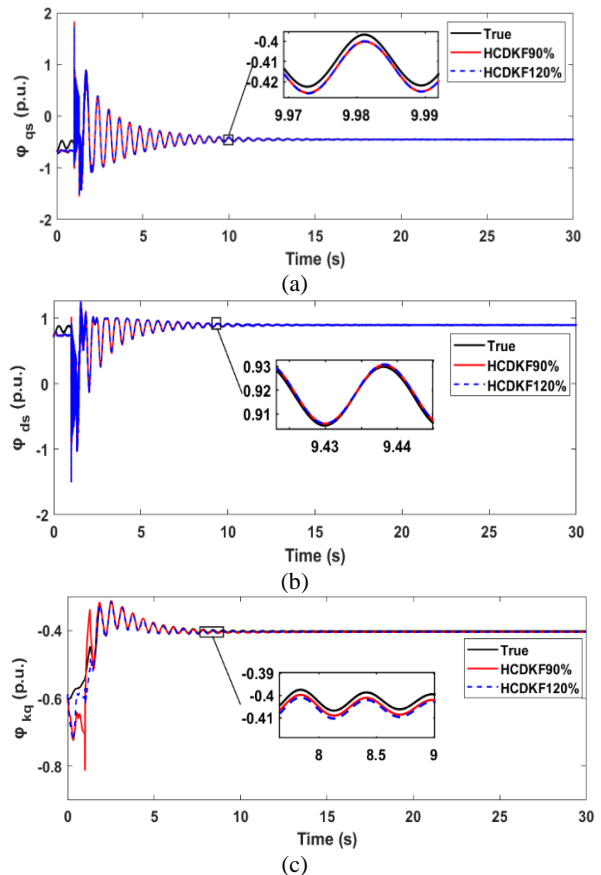 2
1
0
-1
-2
φqs (p.u.)
-0.4
-0.41
-0.42
9.97 9.98 9.99
True
HCDKF90%
HCDKF120%
0 5 10 15 20 25 30
Time (s)
(a)
1
0
-1
-2
φds (p.u.)
True
HCDKF90%
HCDKF120%
0.93
0.92
0.91
9.43 9.44
0 5 10 15 20 25 30
Time (s)
(b)
-0.4
-0.6
-0.8
φkq (p.u.)
True
HCDKF90%
HCDKF120%
-0.39
-0.4
-0.41
8 8.5 9
0 5 10 15 20 25 30
Time (s)
(c)